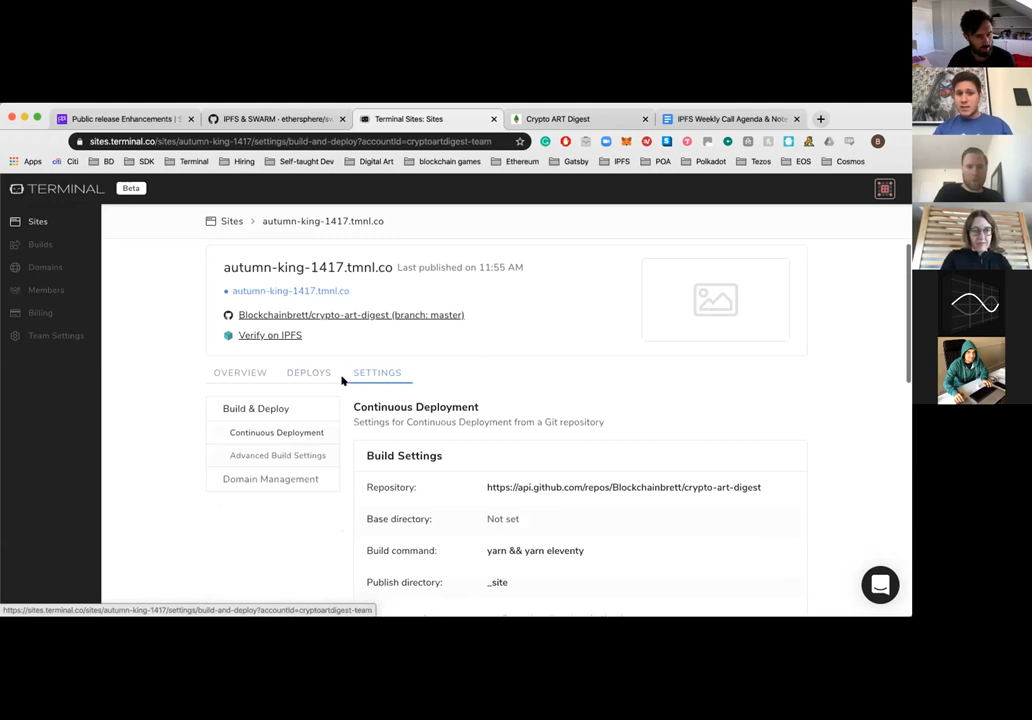 Public release Enhancements | S
IPFS & SWARM · ethersphere/sw
Terminal Sites: Sites
Crypto ART Digest
IPFS Weekly Call Agenda & Note
sites.terminal.co/sites/autumn-king-1417/settings/build-and-deploy?accountId=cryptoartdigest-team
B
Apps
citi
Citi
BD
SDK
Terminal
Hiring
Self-taught Dev
Digital Art
blockchain games
Ethereum
Gatsby
IPFS
POA
Polkadot
Tezos
EOS
Cosmos
TERMINAL
Beta
Sites
Builds
Domains
Members
Billing
Team Settings
Sites > autumn-king-1417.tmnl.co
autumn-king-1417.tmnl.co Last published on 11:55 AM
autumn-king-1417.tmnl.co
Blockchainbrett/crypto-art-digest (branch: master)
Verify on IPFS
OVERVIEW DEPLOYS SETTINGS
Build & Deploy
Continuous Deployment
Advanced Build Settings
Domain Management
Continuous Deployment
Settings for Continuous Deployment from a Git repository
Build Settings
Repository: https://api.github.com/repos/Blockchainbrett/crypto-art-digest
Base directory: Not set
Build command: yarn && yarn eleventy
Publish directory: _site
https://sites.terminal.co/sites/autumn-king-1417/settings/build-and-deploy?accountId=cryptoartdigest-team